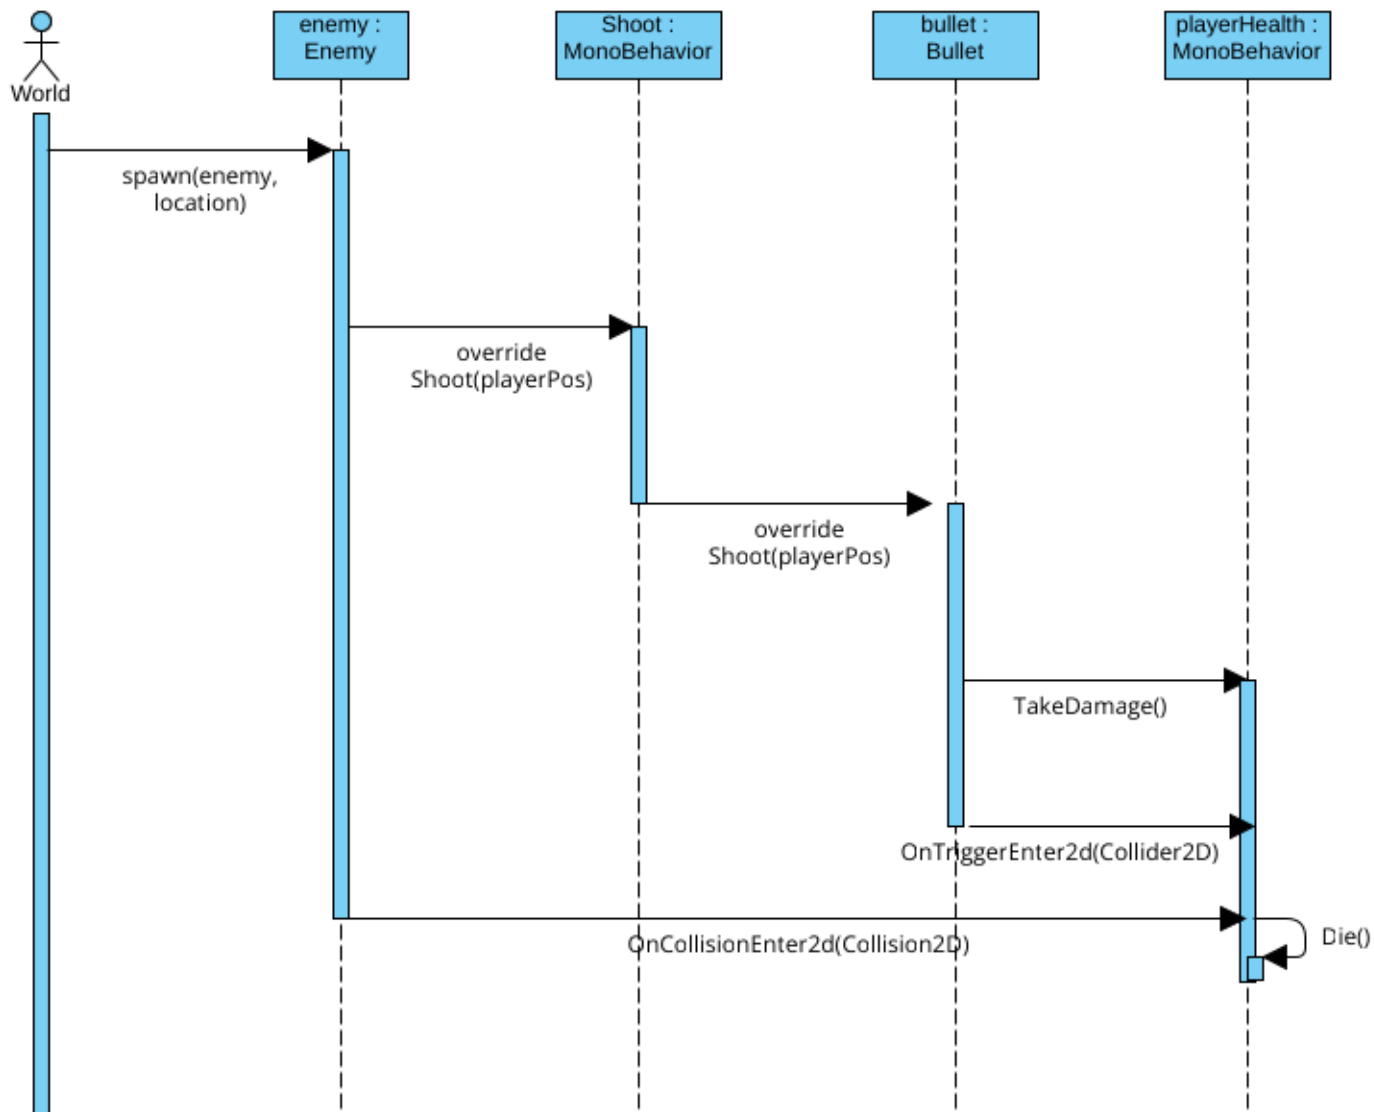 World
enemy :
Enemy
Shoot :
MonoBehavior
bullet :
Bullet
playerHealth :
MonoBehavior
spawn(enemy,
location)
override
Shoot(playerPos)
override
Shoot(playerPos)
TakeDamage()
OnTriggerEnter2d(Collider2D)
OnCollisionEnter2d(Collision2D)
Die()